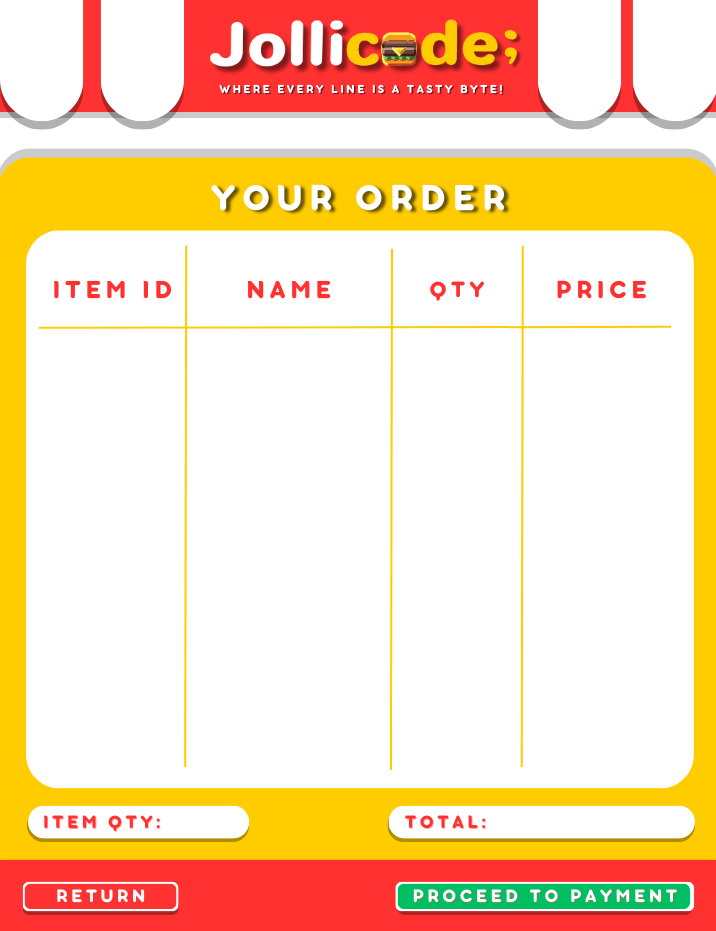 Jollicode;
WHERE EVERY LINE IS A TASTY BYTE!
YOUR ORDER
ITEM ID NAME QTY PRICE
ITEM QTY: TOTAL:
RETURN PROCEED TO PAYMENT